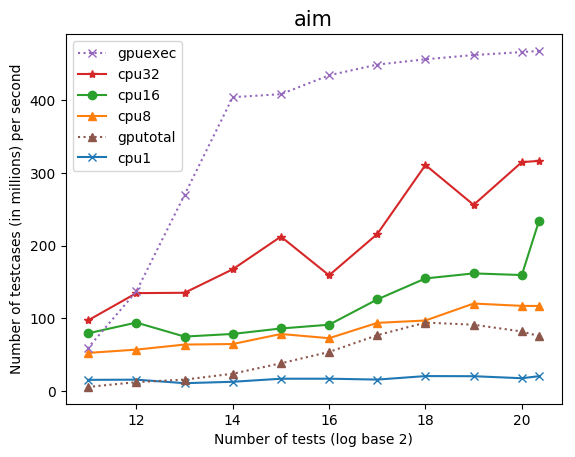 aim
Number of testcases (in millions) per second
400
300
200
100
0
gpuexec
cpu32
cpu16
cpu8
gputotal
cpu1
12 14 16 18 20
Number of tests (log base 2)